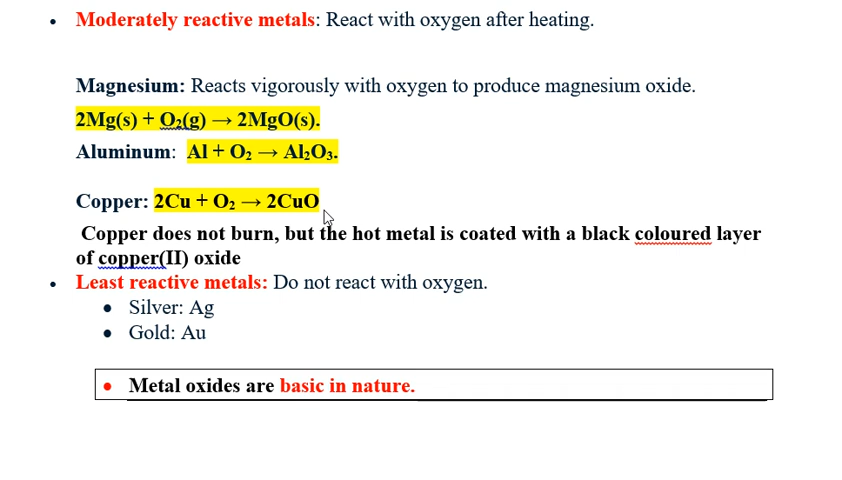 • Moderately reactive metals: React with oxygen after heating.
Magnesium: Reacts vigorously with oxygen to produce magnesium oxide.
2Mg(s) + O₂(g) → 2MgO(s).
Aluminum: Al + O₂ → Al₂O₃.
Copper: 2Cu + O₂ → 2CuO
Copper does not burn, but the hot metal is coated with a black coloured layer
of copper(II) oxide
• Least reactive metals: Do not react with oxygen.
• Silver: Ag
• Gold: Au
• Metal oxides are basic in nature.